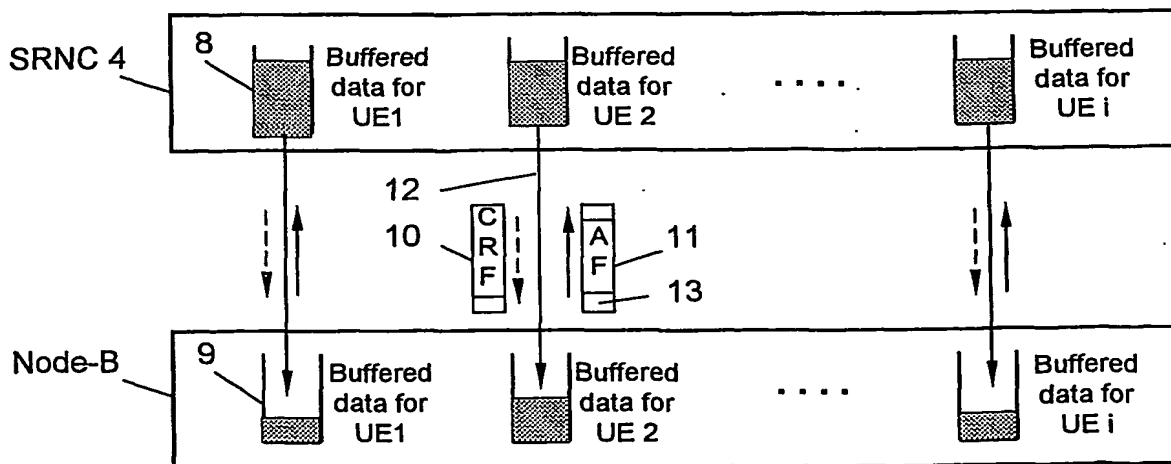 SRNC 4
8
Buffered
data for
UE1
Buffered
data for
UE 2
....
Buffered
data for
UE i
12
10
C
R
F
A
F
11
13
Node-B
9
Buffered
data for
UE1
Buffered
data for
UE 2
....
Buffered
data for
UE i